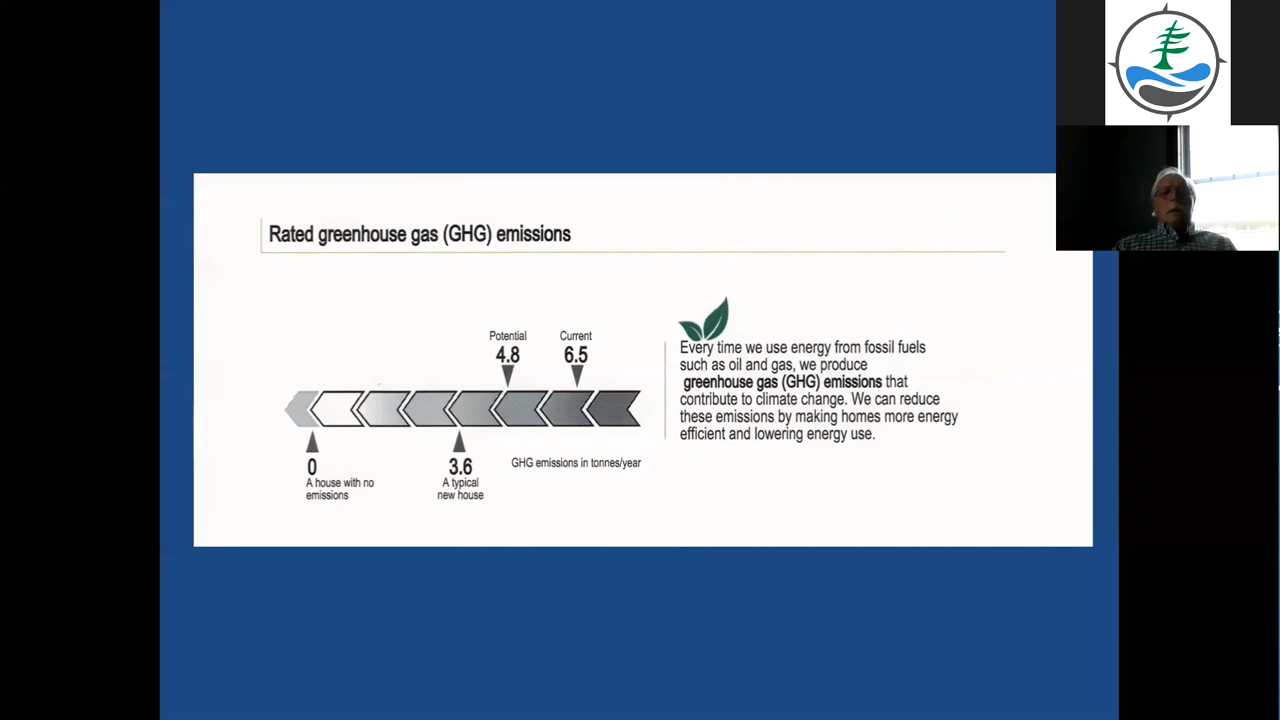 Rated greenhouse gas (GHG) emissions
Potential
4.8
Current
6.5
0
A house with no
emissions
3.6
A typical
new house
GHG emissions in tonnes/year
Every time we use energy from fossil fuels
such as oil and gas, we produce
greenhouse gas (GHG) emissions that
contribute to climate change. We can reduce
these emissions by making homes more energy
efficient and lowering energy use.